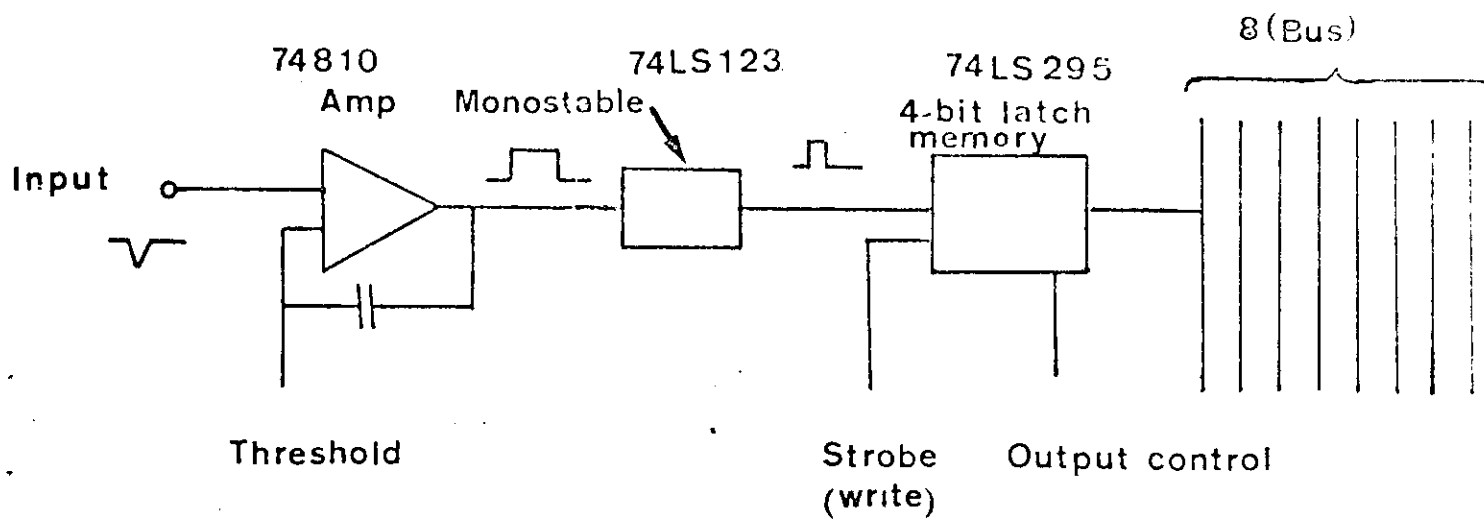 8(Bus)
74810
Amp
74LS123
Monostable
74LS295
4-bit latch
memory
Input
Threshold
Strobe
(write)
Output control